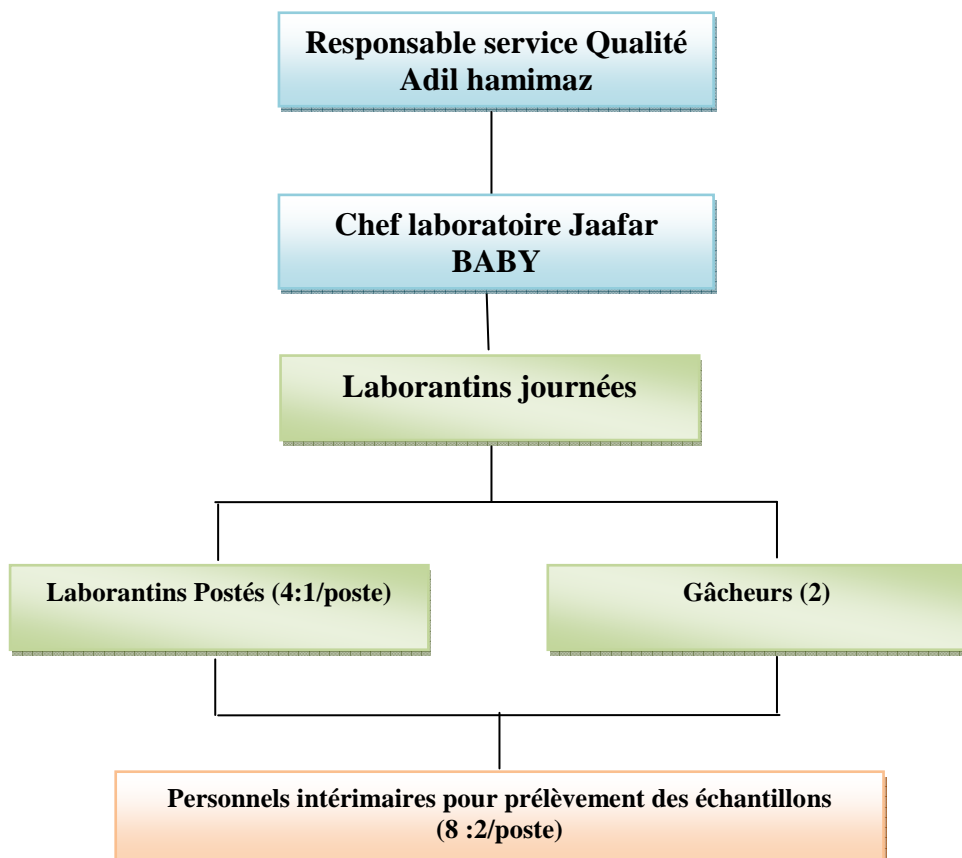 Responsable service Qualité
Adil hamimaz
Chef laboratoire Jaafar
BABY
Laborantins journées
Laborantins Postés (4:1/poste)
Gâcheurs (2)
Personnels intérimaires pour prélèvement des échantillons
(8 :2/poste)